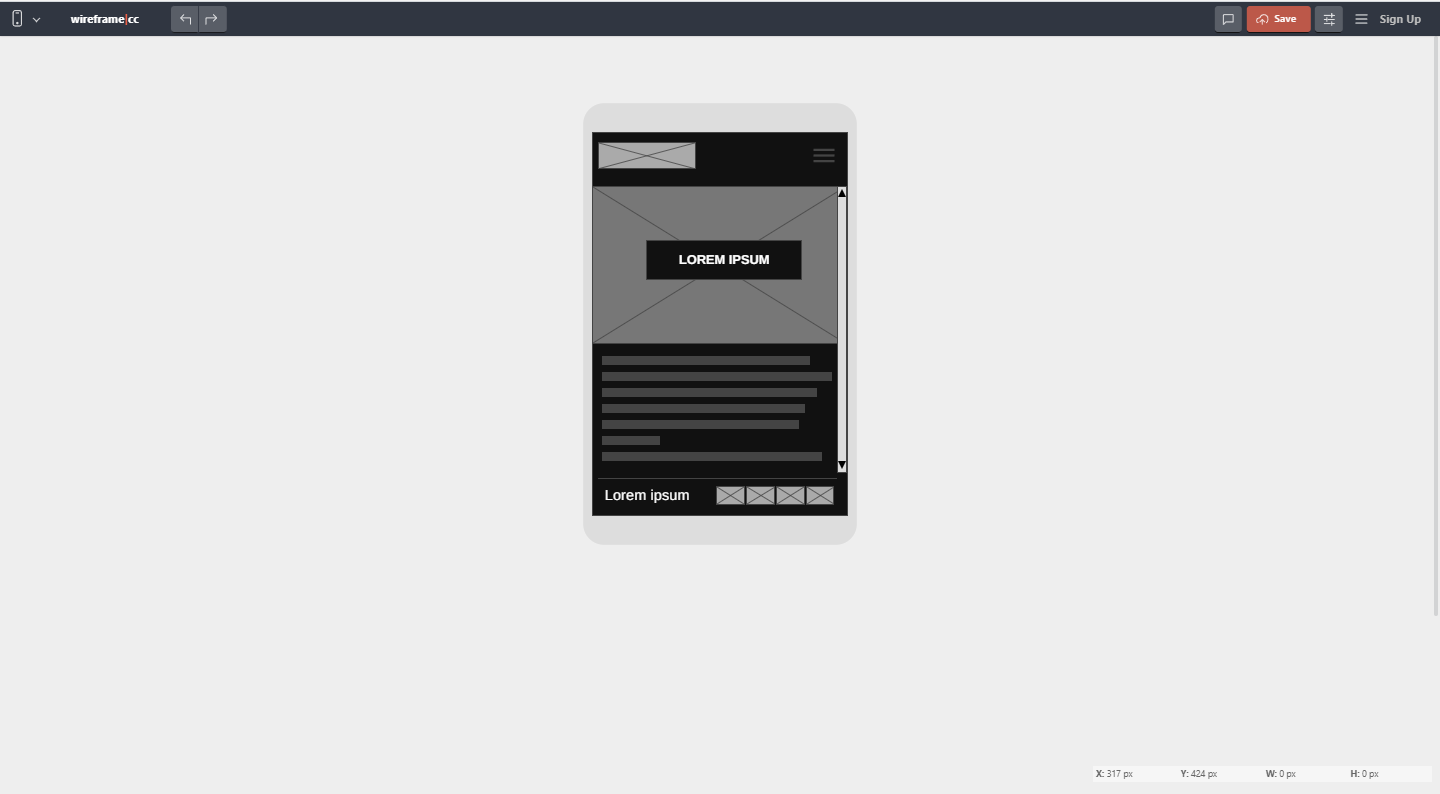 wireframe|cc
Save
Sign Up
LOREM IPSUM
Lorem ipsum
X: 317 px Y: 424 px W: 0 px H: 0 px